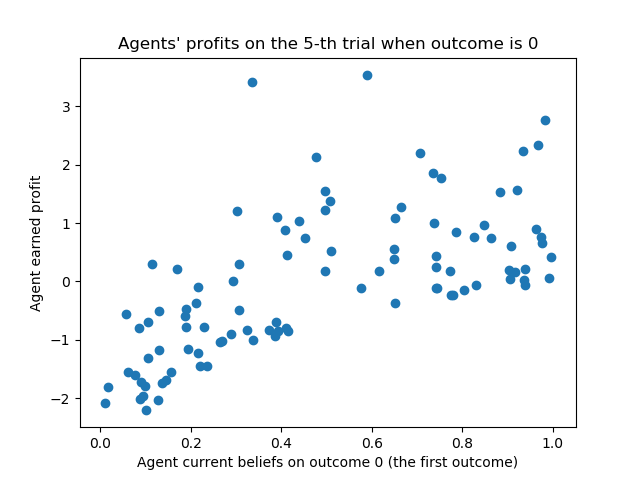 Agents' profits on the 5-th trial when outcome is 0
Agent earned profit
3
2
1
0
−1
−2
0.0 0.2 0.4 0.6 0.8 1.0
Agent current beliefs on outcome 0 (the first outcome)